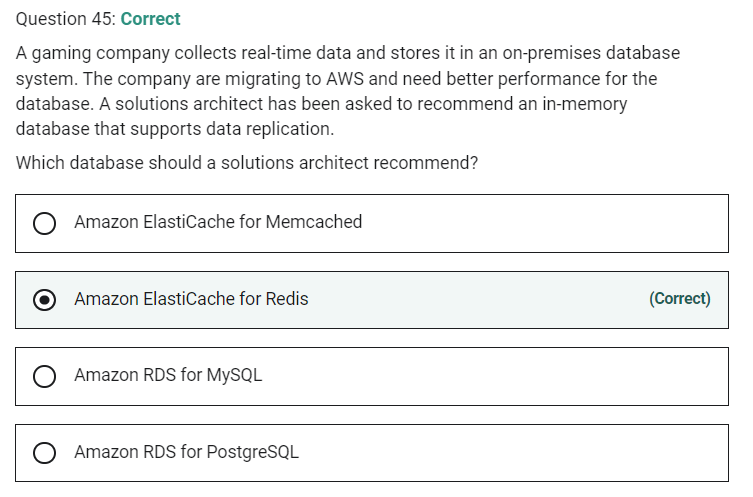 Question 45: Correct
A gaming company collects real-time data and stores it in an on-premises database
system. The company are migrating to AWS and need better performance for the
database. A solutions architect has been asked to recommend an in-memory
database that supports data replication.
Which database should a solutions architect recommend?
Amazon ElastiCache for Memcached
Amazon ElastiCache for Redis (Correct)
Amazon RDS for MySQL
Amazon RDS for PostgreSQL